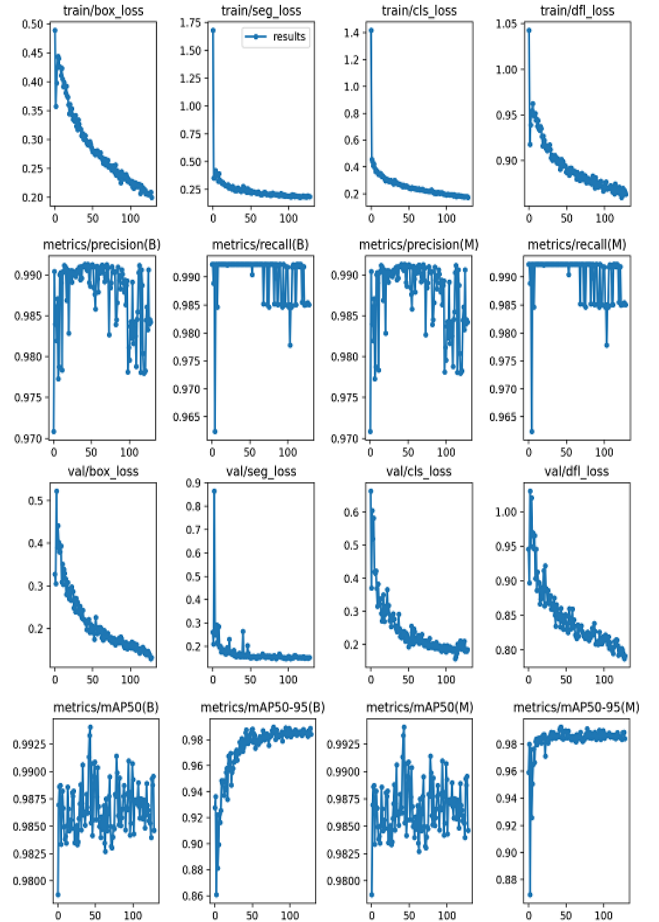 train/box_loss train/seg_loss train/cls_loss train/dfl_loss
0.50 1.75 1.4 1.05
0.45 1.50 results 1.2 1.00
0.40 1.25 1.0 0.95
0.35 1.00 0.8 0.90
0.30 0.75 0.6
0.25 0.50 0.4
0.20 0.25 0.2
0 50 100 0 50 100 0 50 100 0 50 100
metrics/precision(B) metrics/recall(B) metrics/precision(M) metrics/recall(M)
0.990 0.990 0.990 0.990
0.985 0.985 0.985 0.985
0.980 0.980 0.980 0.980
0.975 0.975 0.975 0.975
0.970 0.970 0.970 0.970
0.965 0.965
0 50 100 0 50 100 0 50 100 0 50 100
val/box_loss val/seg_loss val/cls_loss val/dfl_loss
0.5 0.9 0.6 1.00
0.4 0.8 0.5 0.95
0.3 0.7 0.4 0.90
0.2 0.6 0.3 0.85
0.5 0.2 0.80
0.4
0.3
0.2
0 50 100 0 50 100 0 50 100 0 50 100
metrics/mAP50(B) metrics/mAP50-95(B) metrics/mAP50(M) metrics/mAP50-95(M)
0.9925 0.98 0.9925 0.98
0.9900 0.96 0.9900 0.96
0.9875 0.94 0.9875 0.94
0.9850 0.92 0.9850 0.92
0.9825 0.90 0.9825 0.90
0.9800 0.88 0.9800 0.88
0.86
0 50 100 0 50 100 0 50 100 0 50 100